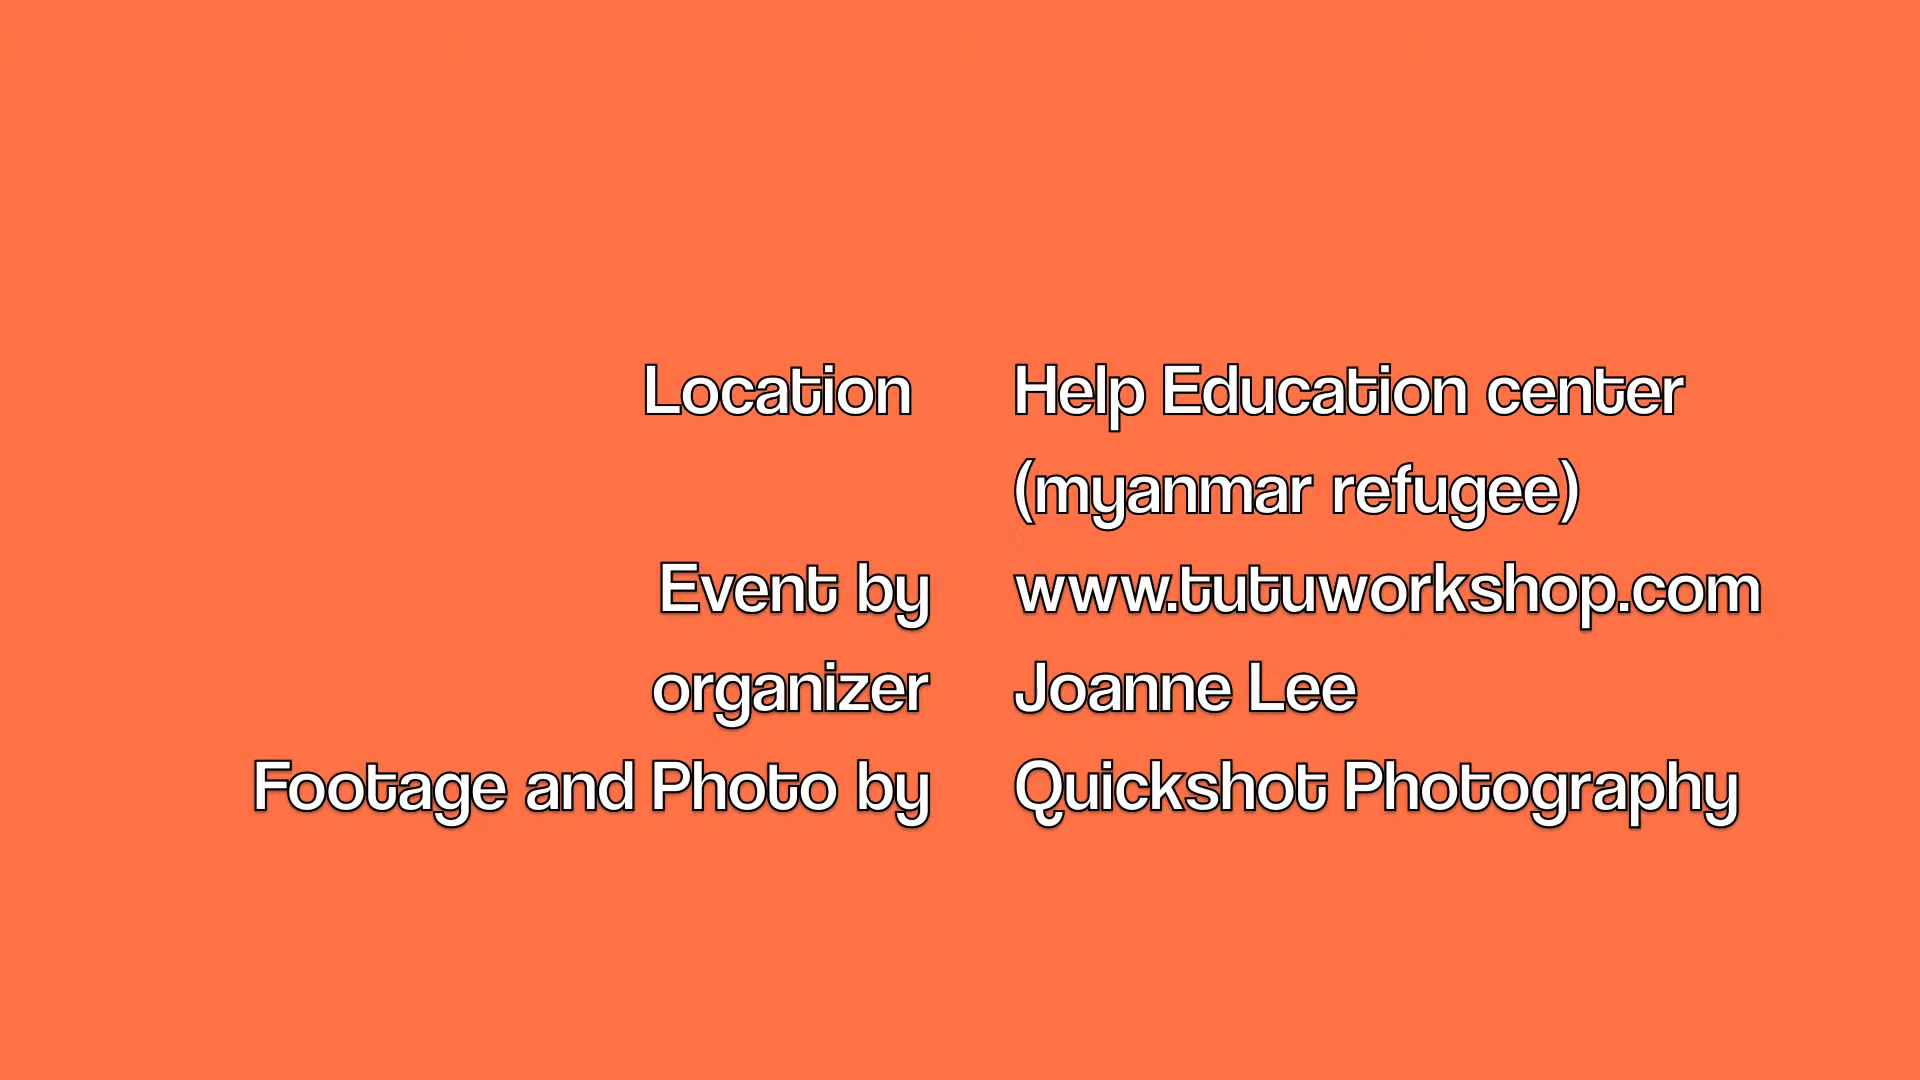 Location Help Education center
(myanmar refugee)
Event by www.tutuworkshop.com
organizer Joanne Lee
Footage and Photo by Quickshot Photography